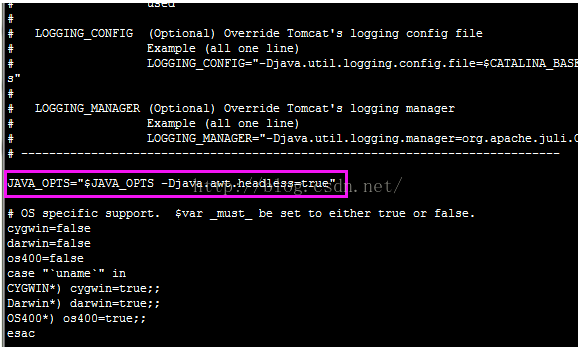 #                   used
#
#   LOGGING_CONFIG  (Optional) Override Tomcat's logging config file
#                   Example (all one line)
#                   LOGGING_CONFIG="-Djava.util.logging.config.file=$CATALINA_BASE
s"
#
#   LOGGING_MANAGER (Optional) Override Tomcat's logging manager
#                   Example (all one line)
#                   LOGGING_MANAGER="-Djava.util.logging.manager=org.apache.juli.C
# -----------------------------------------------------------------------------
JAVA_OPTS="$JAVA_OPTS -Djava.awt.headless=true"
http://blog.csdn.net/
# OS specific support.  $var _must_ be set to either true or false.
cygwin=false
darwin=false
os400=false
case "`uname`" in
CYGWIN*) cygwin=true;;
Darwin*) darwin=true;;
OS400*) os400=true;;
esac